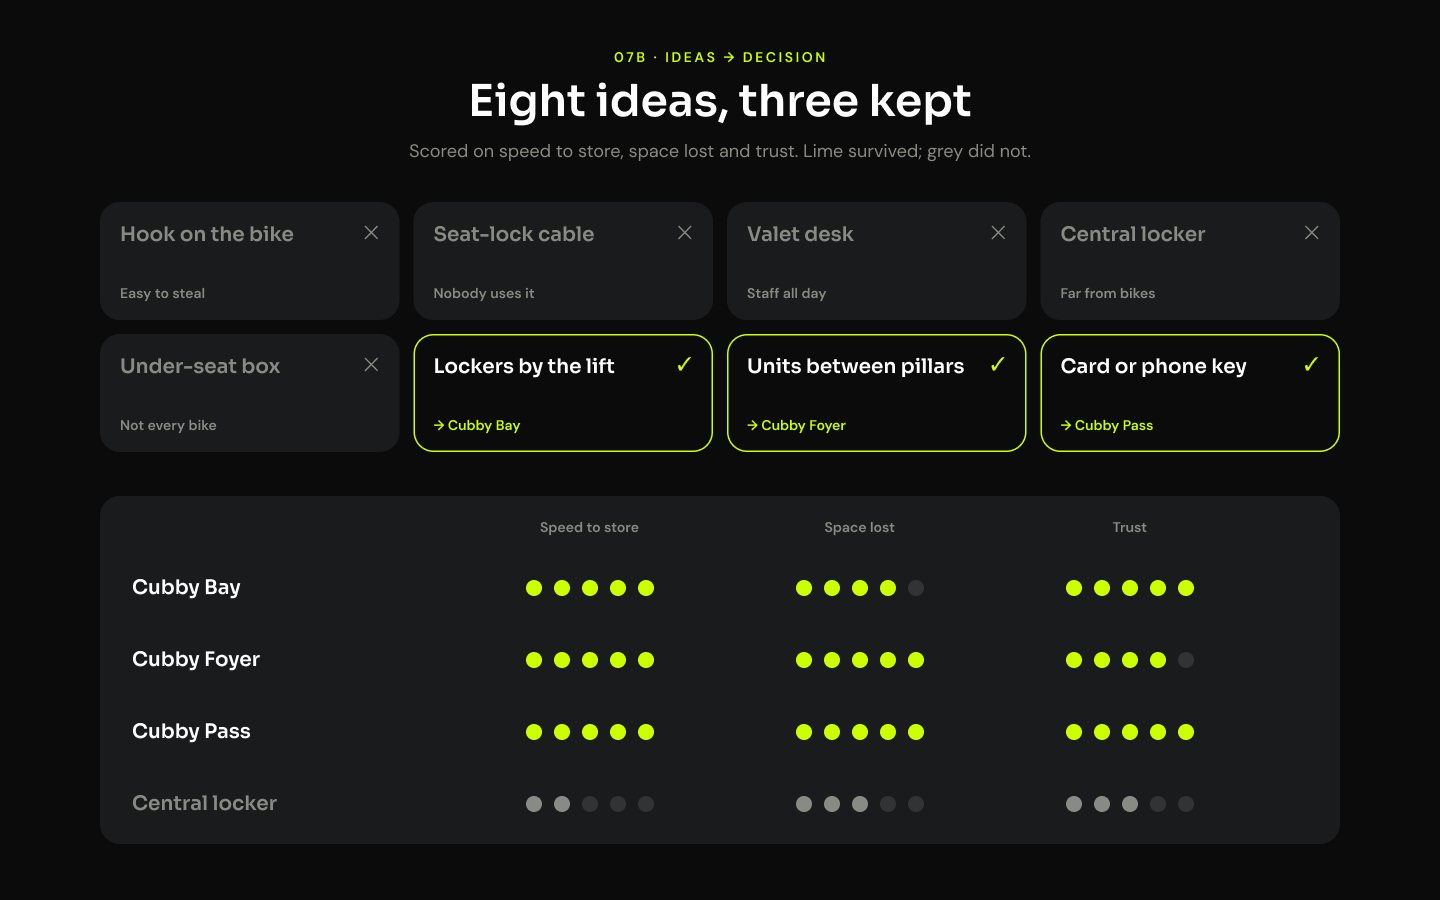 07B · IDEAS → DECISION
Eight ideas, three kept
Scored on speed to store, space lost and trust. Lime survived; grey did not.
Hook on the bike
Easy to steal
Seat-lock cable
Nobody uses it
Valet desk
Staff all day
Central locker
Far from bikes
Under-seat box
Not every bike
Lockers by the lift ✓
→ Cubby Bay
Units between pillars ✓
→ Cubby Foyer
Card or phone key ✓
→ Cubby Pass
Speed to store Space lost Trust
Cubby Bay
Cubby Foyer
Cubby Pass
Central locker